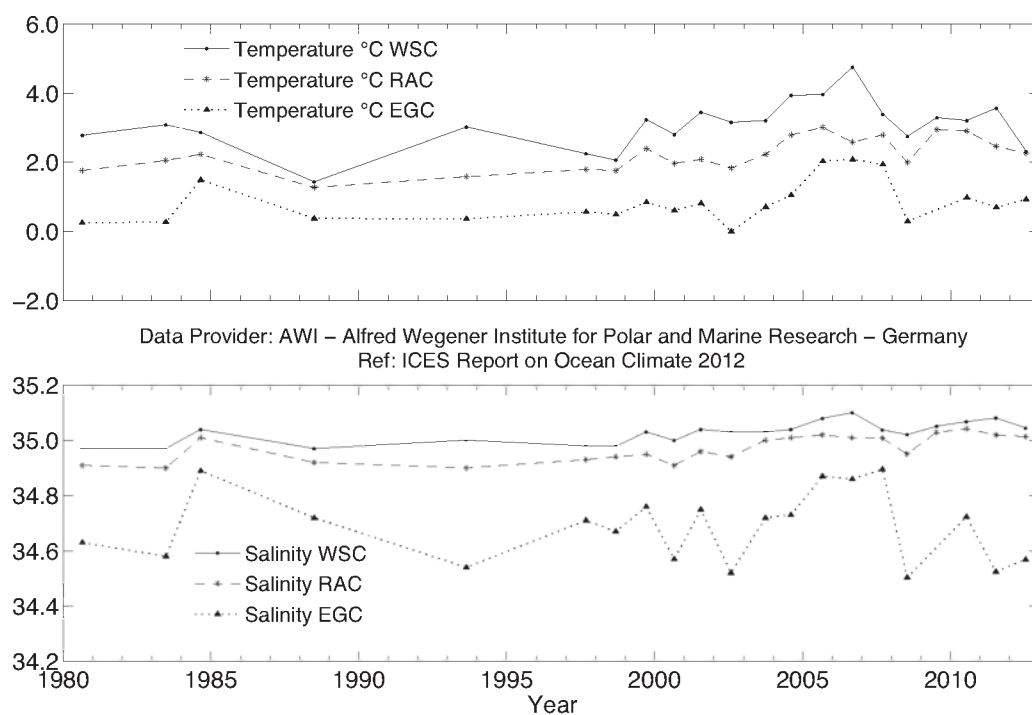 6.0
4.0
2.0
0.0
−2.0
Temperature °C WSC
Temperature °C RAC
Temperature °C EGC
Data Provider: AWI – Alfred Wegener Institute for Polar and Marine Research – Germany
Ref: ICES Report on Ocean Climate 2012
35.2
35.0
34.8
34.6
34.4
34.2
Salinity WSC
Salinity RAC
Salinity EGC
1980 1985 1990 1995 2000 2005 2010
Year